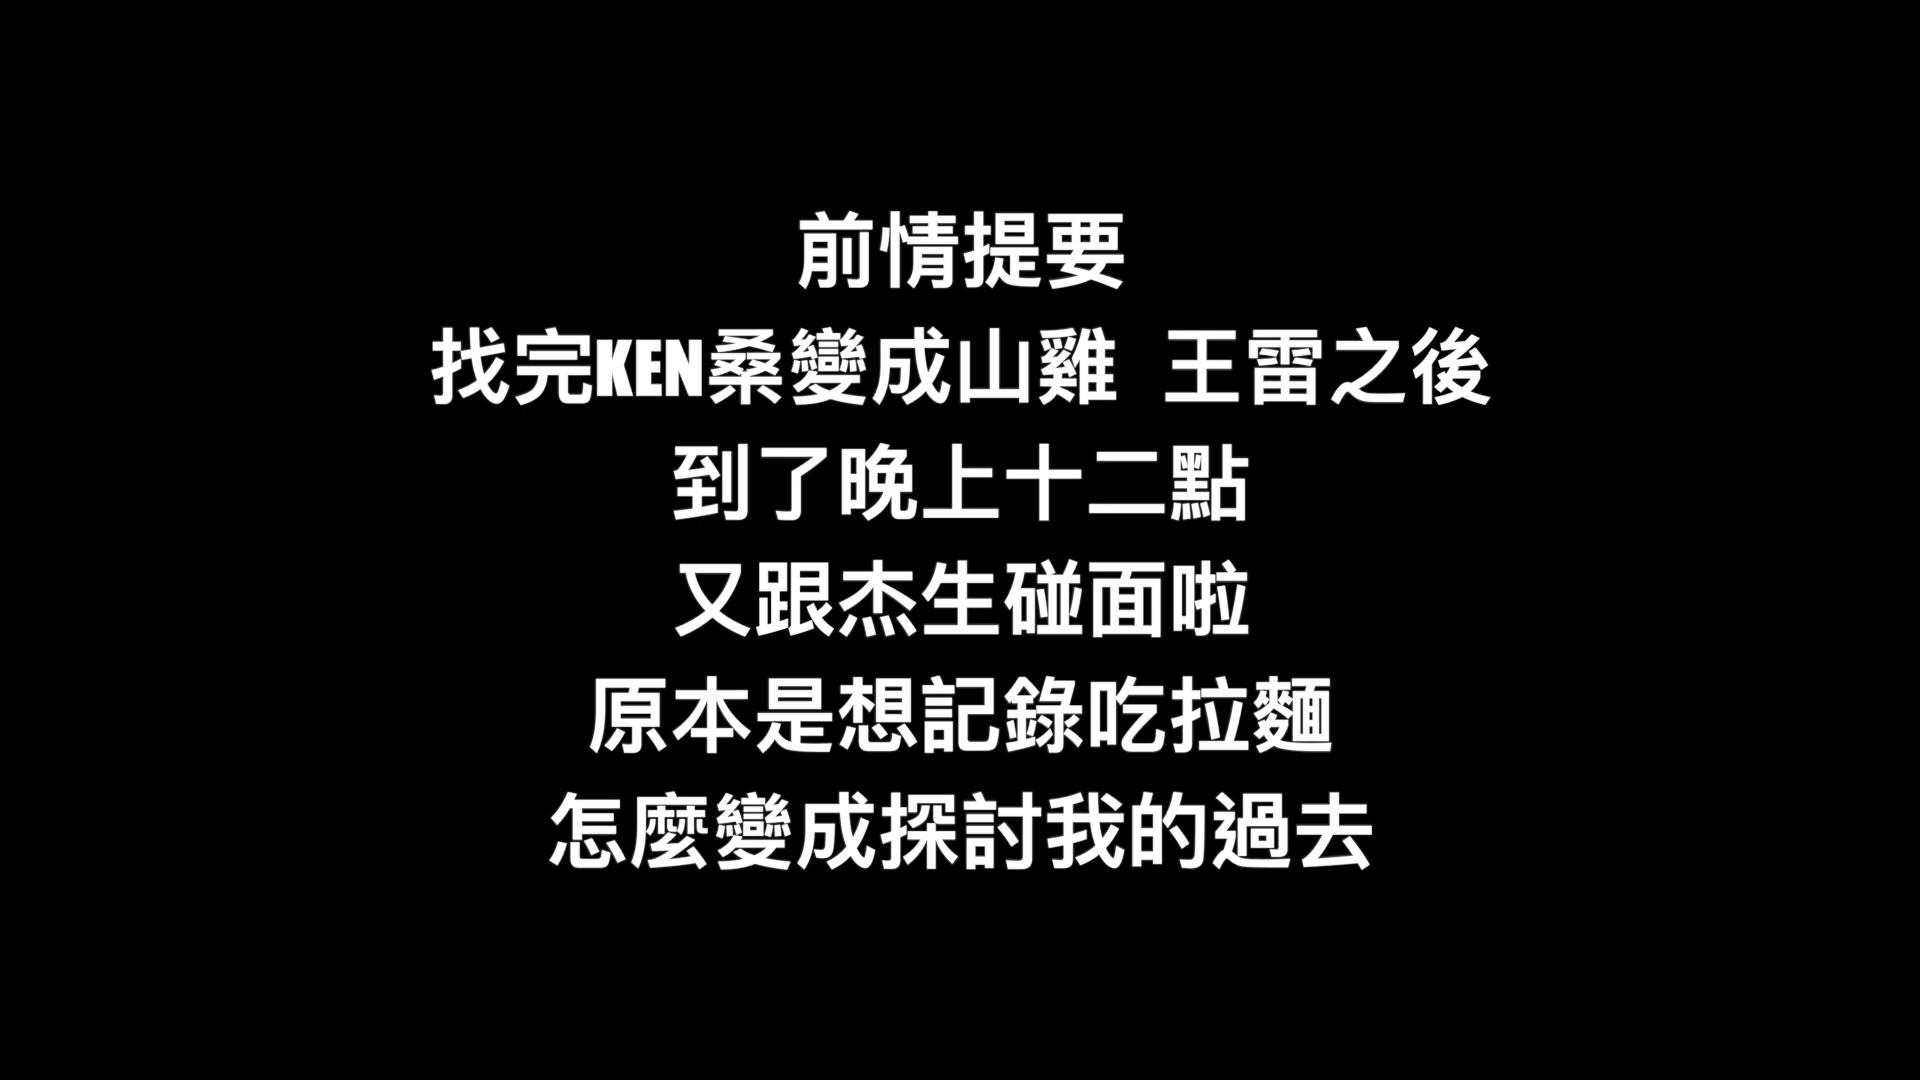 前情提要
找完KEN桑變成山雞 王雷之後
到了晚上十二點
又跟杰生碰面啦
原本是想記錄吃拉麵
怎麼變成探討我的過去